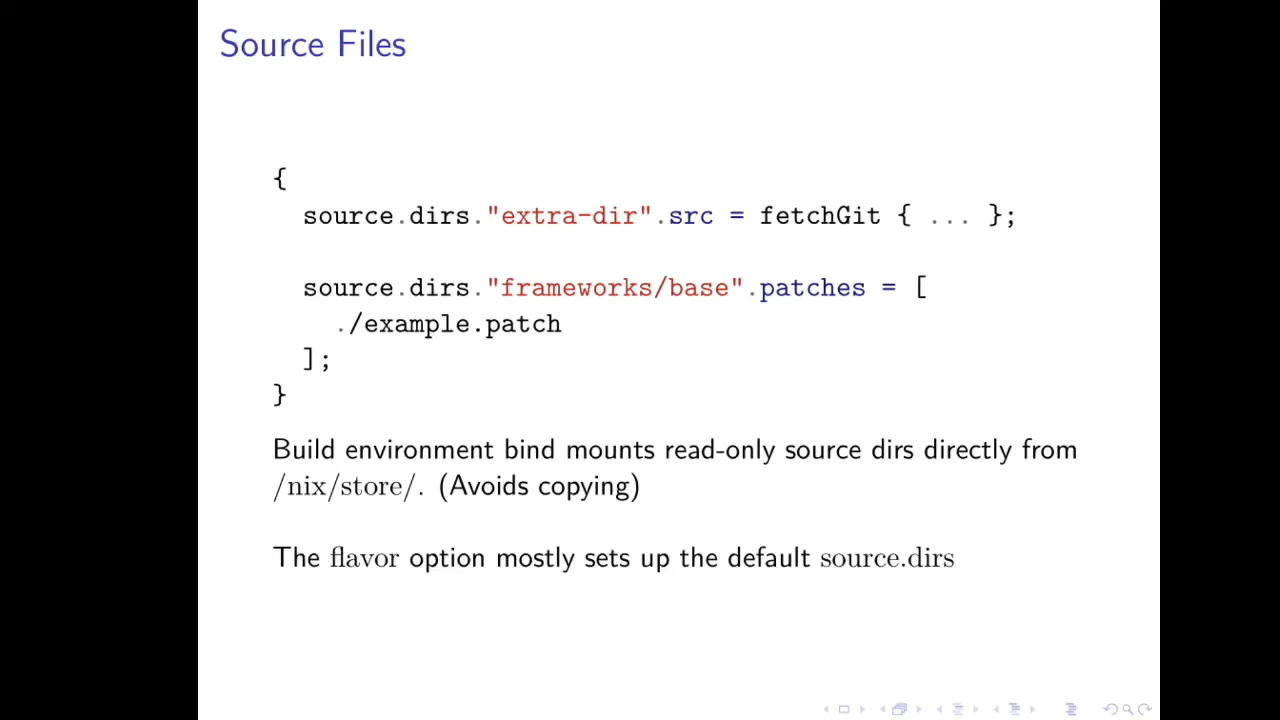 Source Files
{
source.dirs."extra-dir".src = fetchGit { ... };
source.dirs."frameworks/base".patches = [
./example.patch
];
}
Build environment bind mounts read-only source dirs directly from
/nix/store/. (Avoids copying)
The flavor option mostly sets up the default source.dirs